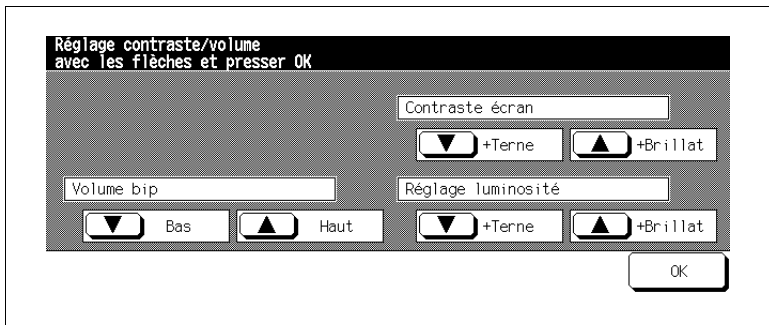 Réglage contraste/volume
avec les flèches et presser OK
Contraste écran
+Terne +Brillat
Volume bip Réglage luminosité
Bas Haut +Terne +Brillat
OK